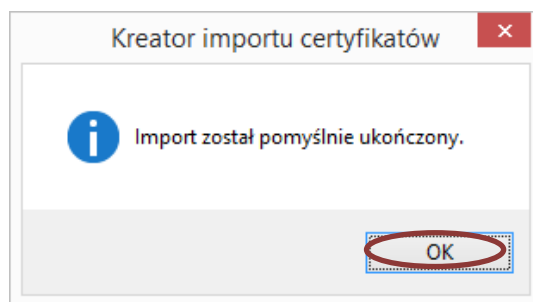 Kreator importu certyfikatów
Import został pomyślnie ukończony.
OK